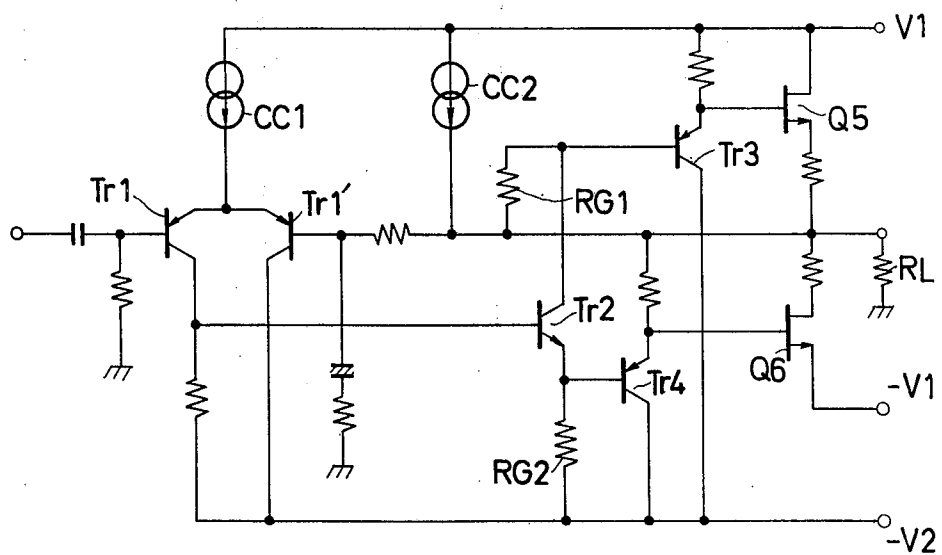 V1
CC1
CC2
Q5
Tr3
Tr1
Tr1′
RG1
RL
Tr2
Q6
Tr4
-V1
RG2
-V2